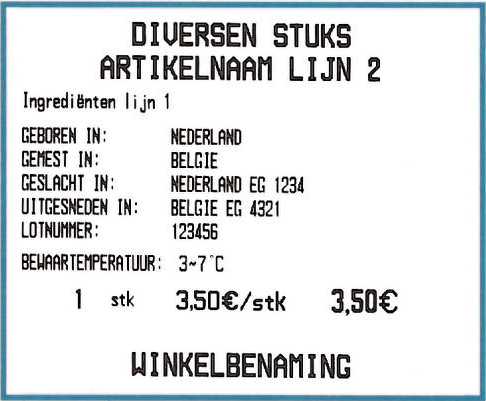 DIVERSEN STUKS
ARTIKELNAAM LIJN 2
Ingrediënten lijn 1
GEBOREN IN: NEDERLAND
GEMEST IN: BELGIE
GESLACHT IN: NEDERLAND EG 1234
UITGESNEDEN IN: BELGIE EG 4321
LOTNUMMER: 123456
BEWAARTEMPERATUUR: 3~7°C
1 stk 3,50€/stk 3,50€
WINKELBENAMING